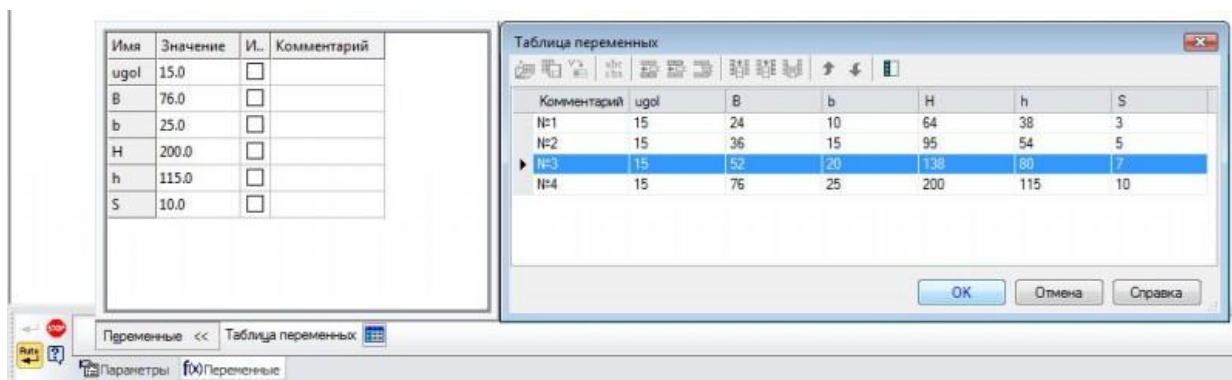 Имя Значение И.. Комментарий
ugol 15.0
B 76.0
b 25.0
H 200.0
h 115.0
S 10.0
Таблица переменных
Комментарий ugol B b H h S
№1 15 24 10 64 38 3
№2 15 36 15 95 54 5
№3 15 52 20 138 80 7
№4 15 76 25 200 115 10
OK Отмена Справка
STOP
Переменные << Таблица переменных
Auto
Параметры f(x) Переменные